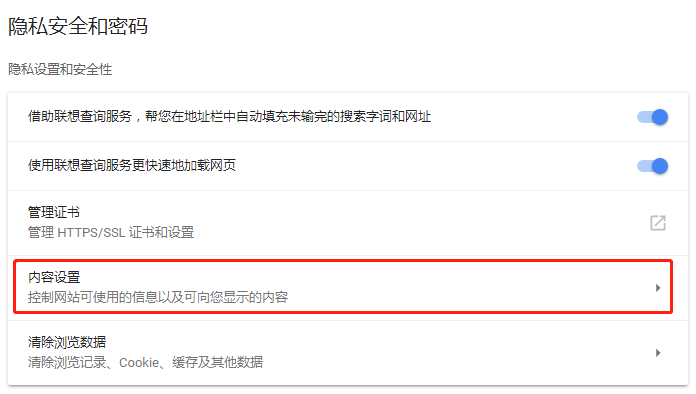 隐私安全和密码
隐私设置和安全性
借助联想查询服务，帮您在地址栏中自动填充未输完的搜索字词和网址
使用联想查询服务更快速地加载网页
管理证书
管理 HTTPS/SSL 证书和设置
内容设置
控制网站可使用的信息以及可向您显示的内容
清除浏览数据
清除浏览记录、Cookie、缓存及其他数据